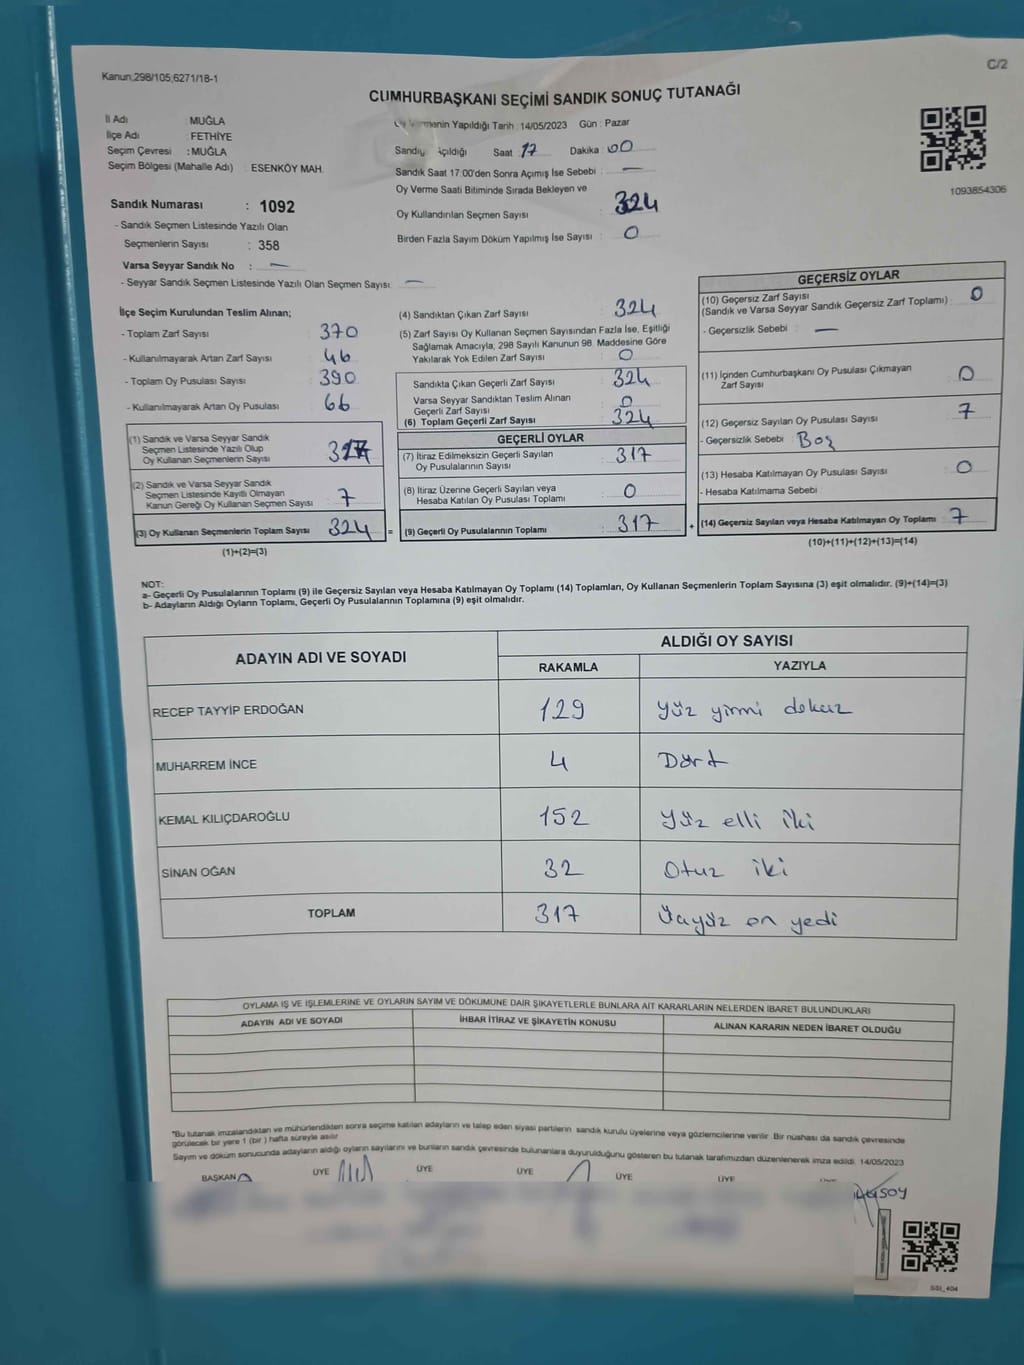 Kanun;298/105;6271/18-1
C/2
CUMHURBAŞKANI SEÇİMİ SANDIK SONUÇ TUTANAĞI
İl Adı : MUĞLA
İlçe Adı : FETHİYE
Seçim Çevresi : MUĞLA
Seçim Bölgesi (Mahalle Adı) : ESENKÖY MAH.
Yapıldığı Tarih : 14/05/2023 Gün : Pazar
Açıldığı Saat 17 Dakika 00
Sandık Saat 17:00'den Sonra Açımış İse Sebebi : —
Oy Verme Saati Bitiminde Sırada Bekleyen ve
Oy Kullandırılan Seçmen Sayısı : 324
Birden Fazla Sayım Döküm Yapılmış İse Sayısı : 0
1093854306
Sandık Numarası : 1092
- Sandık Seçmen Listesinde Yazılı Olan
Seçmenlerin Sayısı : 358
Varsa Seyyar Sandık No : —
- Seyyar Sandık Seçmen Listesinde Yazılı Olan Seçmen Sayısı : —
İlçe Seçim Kurulundan Teslim Alınan;
- Toplam Zarf Sayısı : 370
- Kullanılmayarak Artan Zarf Sayısı : 46
- Toplam Oy Pusulası Sayısı : 390
- Kullanılmayarak Artan Oy Pusulası : 66
(1) Sandık ve Varsa Seyyar Sandık
Seçmen Listesinde Yazılı Olup
Oy Kullanan Seçmenlerin Sayısı : 317
(2) Sandık ve Varsa Seyyar Sandık
Seçmen Listesinde Kayıtlı Olmayan
Kanun Gereği Oy Kullanan Seçmen Sayısı : 7
(3) Oy Kullanan Seçmenlerin Toplam Sayısı : 324 =
(1)+(2)=(3)
(4) Sandıktan Çıkan Zarf Sayısı : 324
(5) Zarf Sayısı Oy Kullanan Seçmen Sayısından Fazla İse, Eşitliği
Sağlamak Amacıyla, 298 Sayılı Kanunun 98. Maddesine Göre
Yakılarak Yok Edilen Zarf Sayısı : 0
Sandıkta Çıkan Geçerli Zarf Sayısı : 324
Varsa Seyyar Sandıktan Teslim Alınan
Geçerli Zarf Sayısı : 0
(6) Toplam Geçerli Zarf Sayısı : 324
GEÇERLİ OYLAR
(7) İtiraz Edilmeksizin Geçerli Sayılan
Oy Pusulalarının Sayısı : 317
(8) İtiraz Üzerine Geçerli Sayılan veya
Hesaba Katılan Oy Pusulası Toplamı : 0
(9) Geçerli Oy Pusulalarının Toplamı : 317 +
GEÇERSİZ OYLAR
(10) Geçersiz Zarf Sayısı
(Sandık ve Varsa Seyyar Sandık Geçersiz Zarf Toplamı) : 0
- Geçersizlik Sebebi : —
(11) İçinden Cumhurbaşkanı Oy Pusulası Çıkmayan
Zarf Sayısı : 0
(12) Geçersiz Sayılan Oy Pusulası Sayısı : 7
- Geçersizlik Sebebi : Boş
(13) Hesaba Katılmayan Oy Pusulası Sayısı : 0
- Hesaba Katılmama Sebebi :
(14) Geçersiz Sayılan veya Hesaba Katılmayan Oy Toplamı : 7
(10)+(11)+(12)+(13)=(14)
NOT:
a- Geçerli Oy Pusulalarının Toplamı (9) ile Geçersiz Sayılan veya Hesaba Katılmayan Oy Toplamı (14) Toplamları, Oy Kullanan Seçmenlerin Toplam Sayısına (3) eşit olmalıdır. (9)+(14)=(3)
b- Adayların Aldığı Oyların Toplamı, Geçerli Oy Pusulalarının Toplamına (9) eşit olmalıdır.
ADAYIN ADI VE SOYADI
ALDIĞI OY SAYISI
RAKAMLA YAZIYLA
RECEP TAYYİP ERDOĞAN 129 Yüz yirmi dokuz
MUHARREM İNCE 4 Dört
KEMAL KILIÇDAROĞLU 152 Yüz elli iki
SİNAN OĞAN 32 Otuz iki
TOPLAM 317 Üçyüz on yedi
OYLAMA İŞ VE İŞLEMLERİNE VE OYLARIN SAYIM VE DÖKÜMÜNE DAİR ŞİKAYETLERLE BUNLARA AİT KARARLARIN NELERDEN İBARET BULUNDUKLARI
ADAYIN ADI VE SOYADI İHBAR İTİRAZ VE ŞİKAYETİN KONUSU ALINAN KARARIN NEDEN İBARET OLDUĞU
"Bu tutanak imzalandıktan ve mühürlendikten sonra seçime katılan adayların ve talep eden siyasi partilerin sandık kurulu üyelerine veya gözlemcilerine verilir. Bir nüshası da sandık çevresinde
görülecek bir yere 1 (bir) hafta süreyle asılır.
Sayım ve döküm sonucunda adayların aldığı oyların sayılarını ve bunların sandık çevresinde bulunanlara duyurulduğunu gösteren bu tutanak tarafımızdan düzenlenerek imza edildi. 14/05/2023
BAŞKAN ÜYE ÜYE ÜYE ÜYE ÜYE